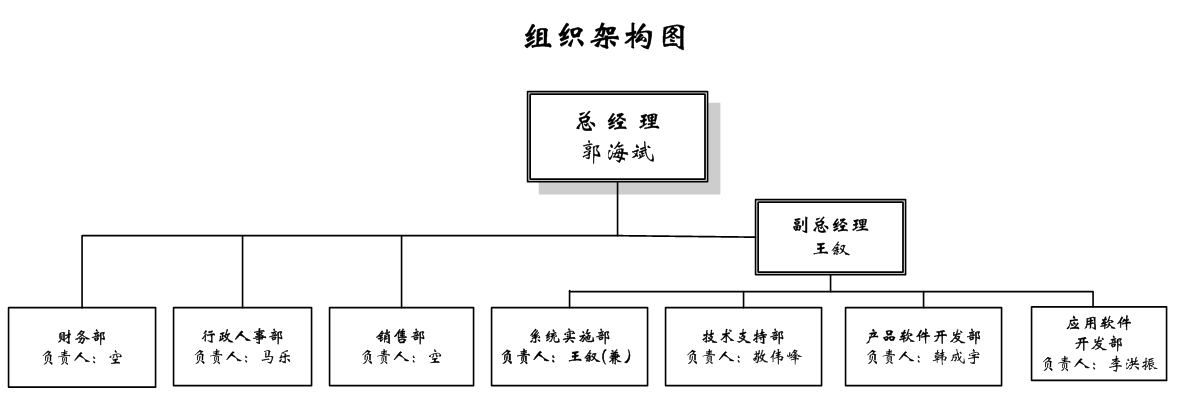 组织架构图
总经理
郭海斌
副总经理
王叙
财务部
负责人：空
行政人事部
负责人：马乐
销售部
负责人：空
系统实施部
负责人：王叙(兼)
技术支持部
负责人：敬伟峰
产品软件开发部
负责人：韩成宇
应用软件
开发部
负责人：李洪振